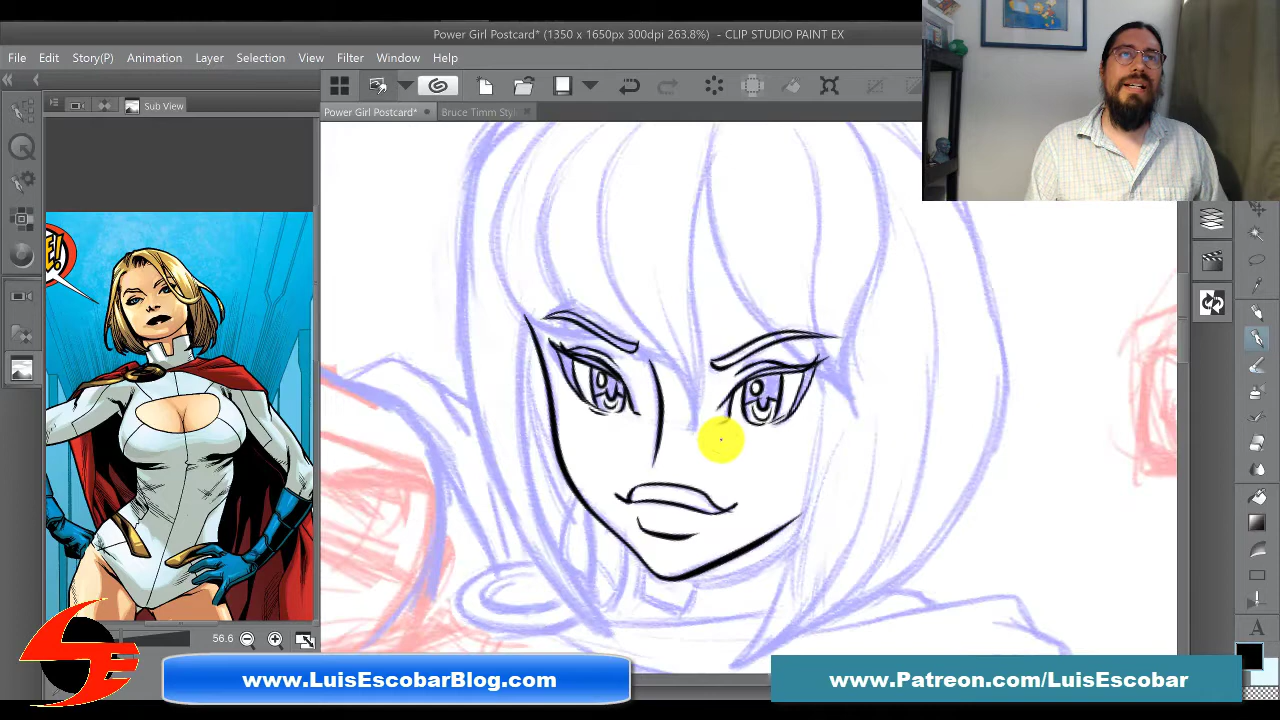 Power Girl Postcard* (1350 x 1650px 300dpi 263.8%) - CLIP STUDIO PAINT EX
File Edit Story(P) Animation Layer Selection View Filter Window Help
Sub View
Power Girl Postcard*
Bruce Timm Styl
E!
56.6
www.LuisEscobarBlog.com
www.Patreon.com/LuisEscobar